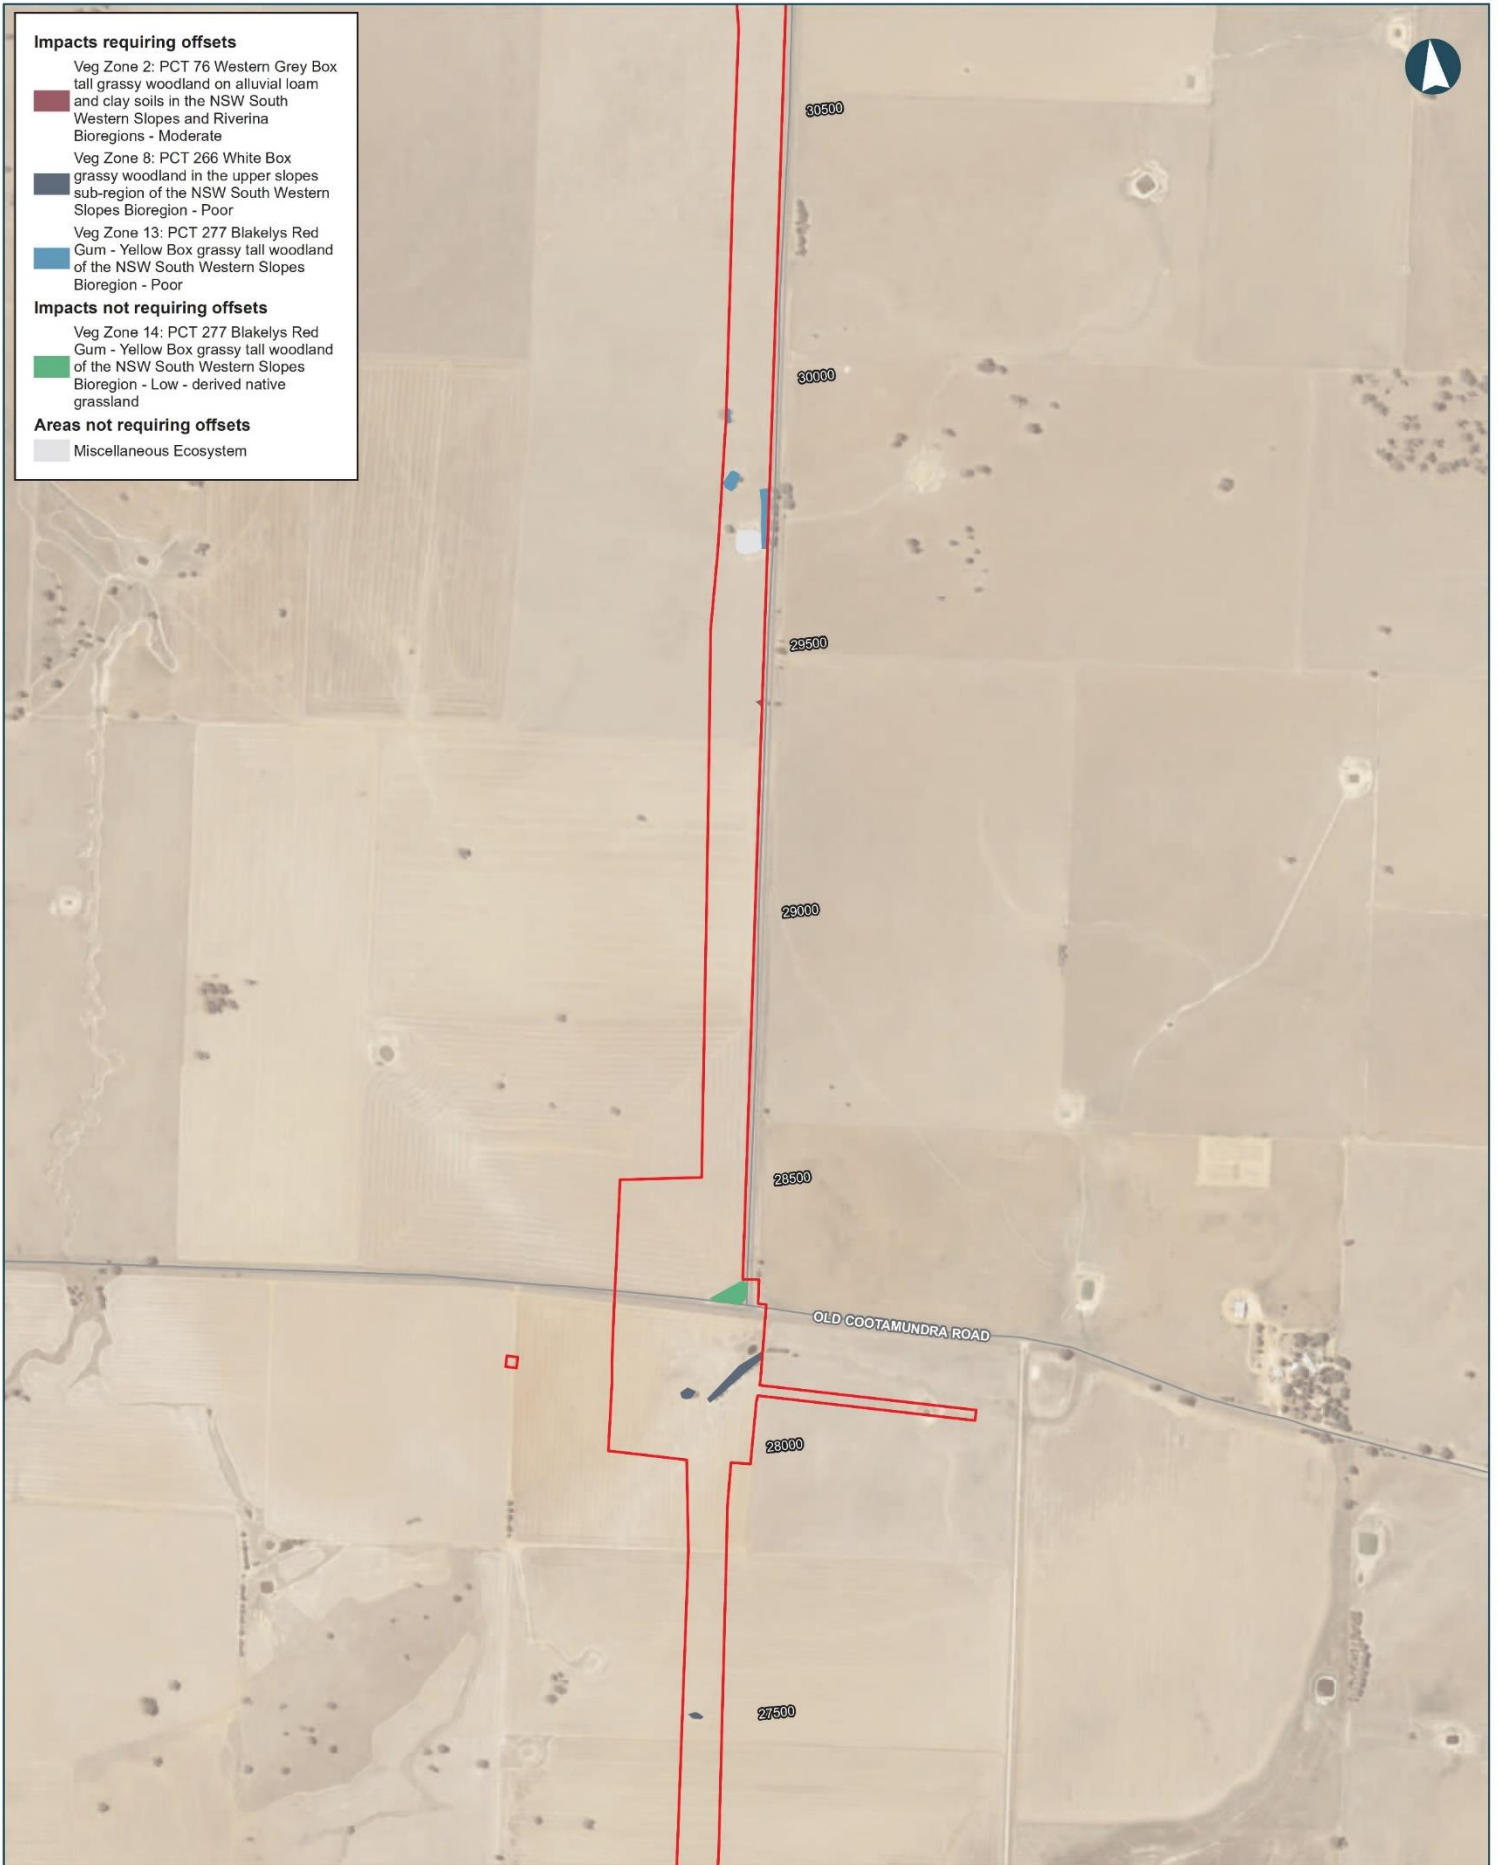 Impacts requiring offsets
Veg Zone 2: PCT 76 Western Grey Box
tall grassy woodland on alluvial loam
and clay soils in the NSW South
Western Slopes and Riverina
Bioregions - Moderate
Veg Zone 8: PCT 266 White Box
grassy woodland in the upper slopes
sub-region of the NSW South Western
Slopes Bioregion - Poor
Veg Zone 13: PCT 277 Blakelys Red
Gum - Yellow Box grassy tall woodland
of the NSW South Western Slopes
Bioregion - Poor
Impacts not requiring offsets
Veg Zone 14: PCT 277 Blakelys Red
Gum - Yellow Box grassy tall woodland
of the NSW South Western Slopes
Bioregion - Low - derived native
grassland
Areas not requiring offsets
Miscellaneous Ecosystem
30500
30000
29500
29000
28500
OLD COOTAMUNDRA ROAD
28000
27500